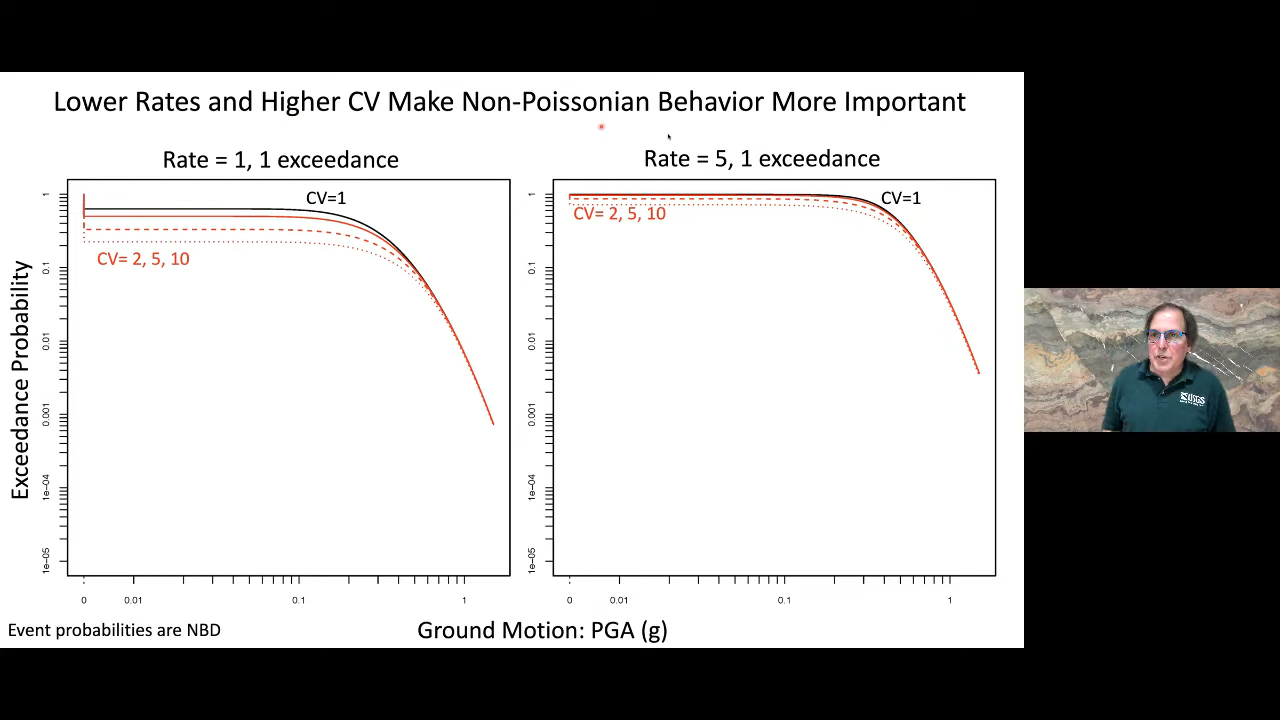 Lower Rates and Higher CV Make Non-Poissonian Behavior More Important
Rate = 1, 1 exceedance
Rate = 5, 1 exceedance
Exceedance Probability
1
0.1
0.01
0.001
1e−04
1e−05
CV=1
CV= 2, 5, 10
0
0.01
0.1
1
1
0.1
0.01
0.001
1e−04
1e−05
CV=1
CV= 2, 5, 10
0
0.01
0.1
1
Event probabilities are NBD
Ground Motion: PGA (g)
USGS